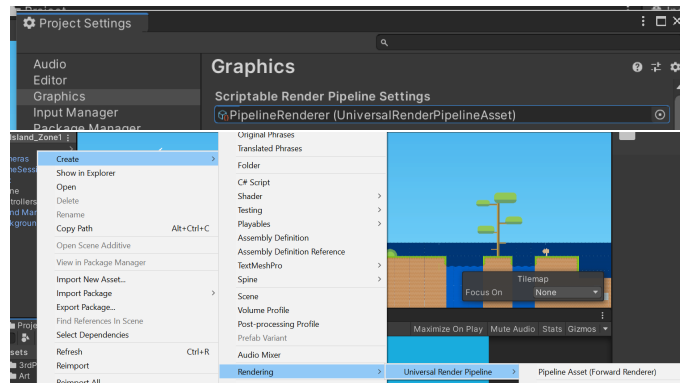 Project Settings
Audio
Editor
Graphics
Input Manager
Package Manager
Graphics
Scriptable Render Pipeline Settings
PipelineRenderer (UniversalRenderPipelineAsset)
Island_Zone1
Create
Show in Explorer
Open
Delete
Rename
Copy Path Alt+Ctrl+C
Open Scene Additive
View in Package Manager
Import New Asset...
Import Package
Export Package...
Find References In Scene
Select Dependencies
Refresh Ctrl+R
Reimport
Reimport All
Original Phrases
Translated Phrases
Folder
C# Script
Shader
Testing
Playables
Assembly Definition
Assembly Definition Reference
TextMeshPro
Spine
Scene
Volume Profile
Post-processing Profile
Prefab Variant
Audio Mixer
Rendering
Universal Render Pipeline
Pipeline Asset (Forward Renderer)
Tilemap
Focus On None
Maximize On Play Mute Audio Stats Gizmos
Art